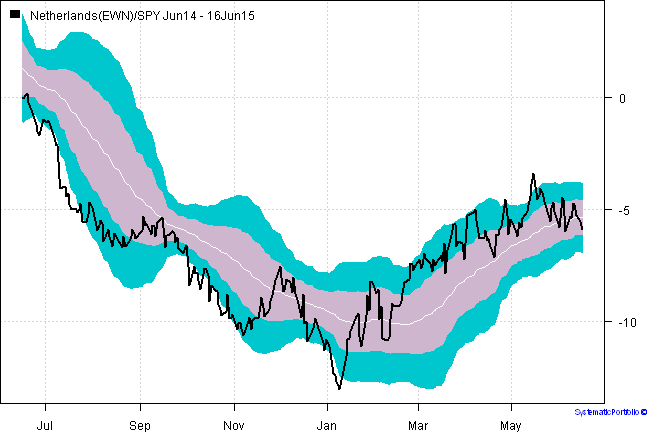 Netherlands(EWN)/SPY Jun14 - 16Jun15
0
-5
-10
Jul Sep Nov Jan Mar May
SystematicPortfolio ©